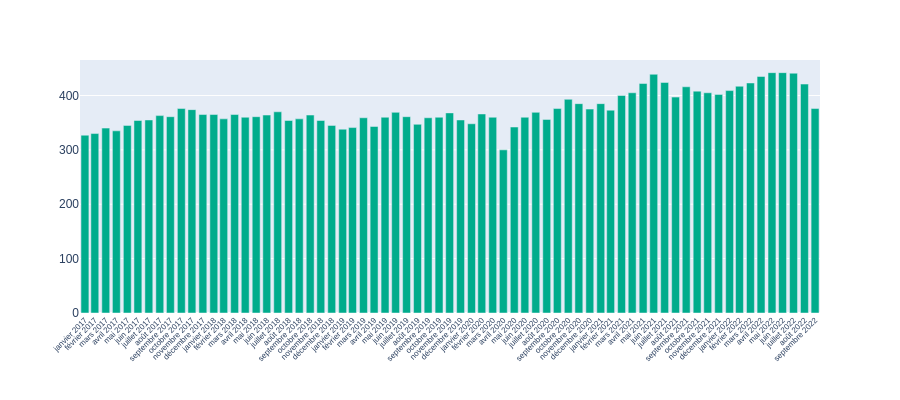 400
300
200
100
0
janvier 2017
février 2017
mars 2017
avril 2017
mai 2017
juin 2017
juillet 2017
août 2017
septembre 2017
octobre 2017
novembre 2017
décembre 2017
janvier 2018
février 2018
mars 2018
avril 2018
mai 2018
juin 2018
juillet 2018
août 2018
septembre 2018
octobre 2018
novembre 2018
décembre 2018
janvier 2019
février 2019
mars 2019
avril 2019
mai 2019
juin 2019
juillet 2019
août 2019
septembre 2019
octobre 2019
novembre 2019
décembre 2019
janvier 2020
février 2020
mars 2020
avril 2020
mai 2020
juin 2020
juillet 2020
août 2020
septembre 2020
octobre 2020
novembre 2020
décembre 2020
janvier 2021
février 2021
mars 2021
avril 2021
mai 2021
juin 2021
juillet 2021
août 2021
septembre 2021
octobre 2021
novembre 2021
décembre 2021
janvier 2022
février 2022
mars 2022
avril 2022
mai 2022
juin 2022
juillet 2022
août 2022
septembre 2022